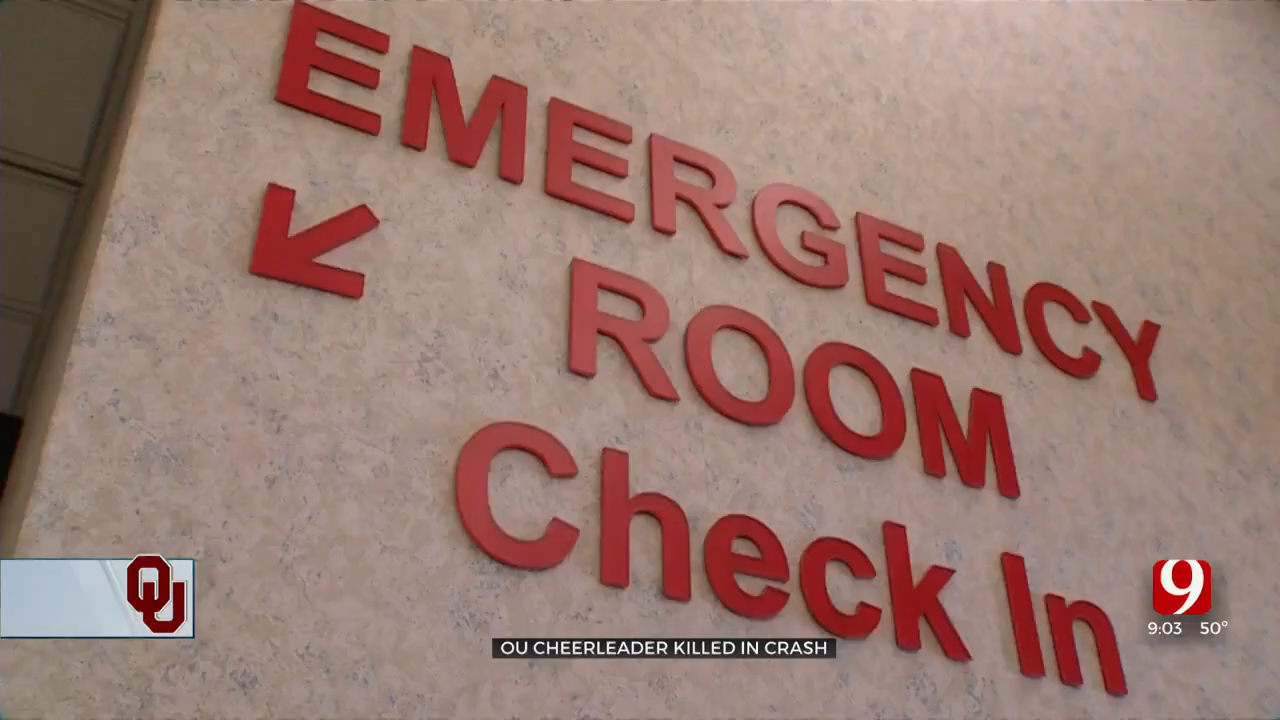 EMERGENCY
ROOM
Check In
OU
9
9:03 50°
OU CHEERLEADER KILLED IN CRASH